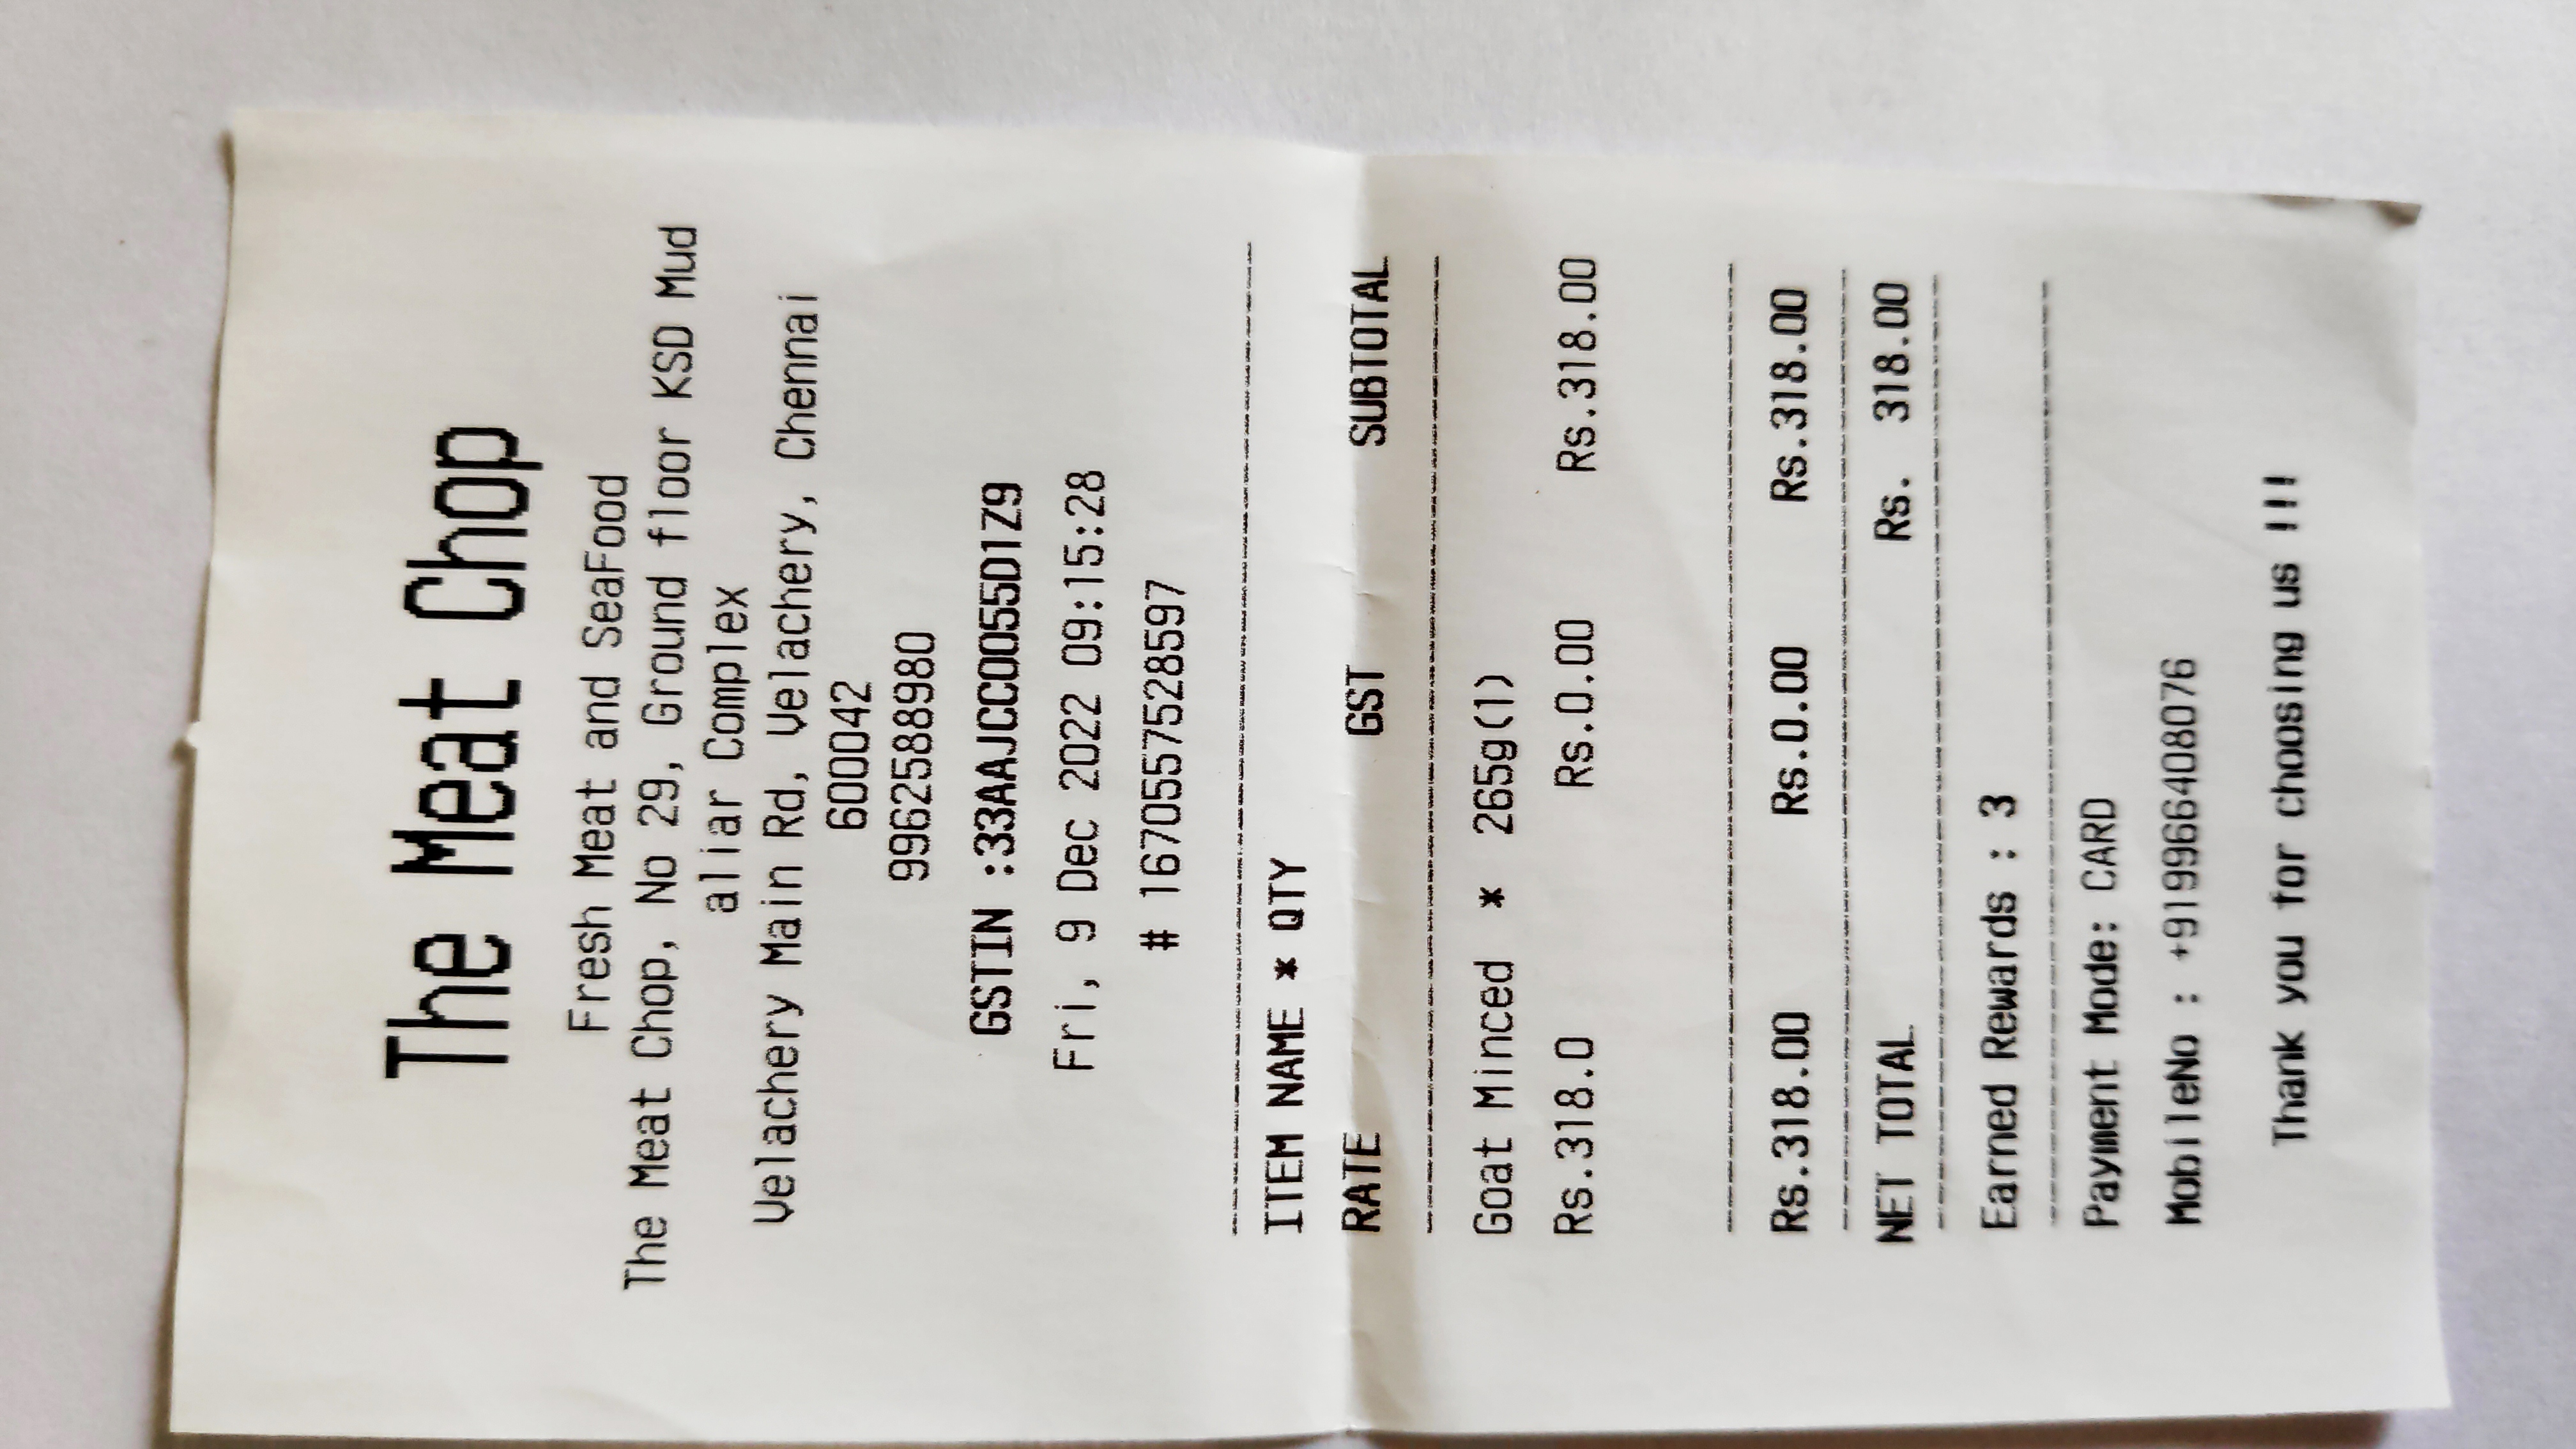 The Meat Chop
Fresh Meat and SeaFood
The Meat Chop, No 29, Ground floor KSD Mud
aliar Complex
Velachery Main Rd, Velachery, Chennai
600042
9962588980
GSTIN :33AAJCC0055D1Z9
Fri, 9 Dec 2022 09:15:28
# 1670557528597
ITEM NAME * QTY
RATE GST SUBTOTAL
Goat Minced * 265g(1)
Rs.318.0 Rs.0.00 Rs.318.00
Rs.318.00 Rs.0.00 Rs.318.00
NET TOTAL Rs. 318.00
Earned Rewards : 3
Payment Mode: CARD
MobileNo : +919966408076
Thank you for choosing us !!!